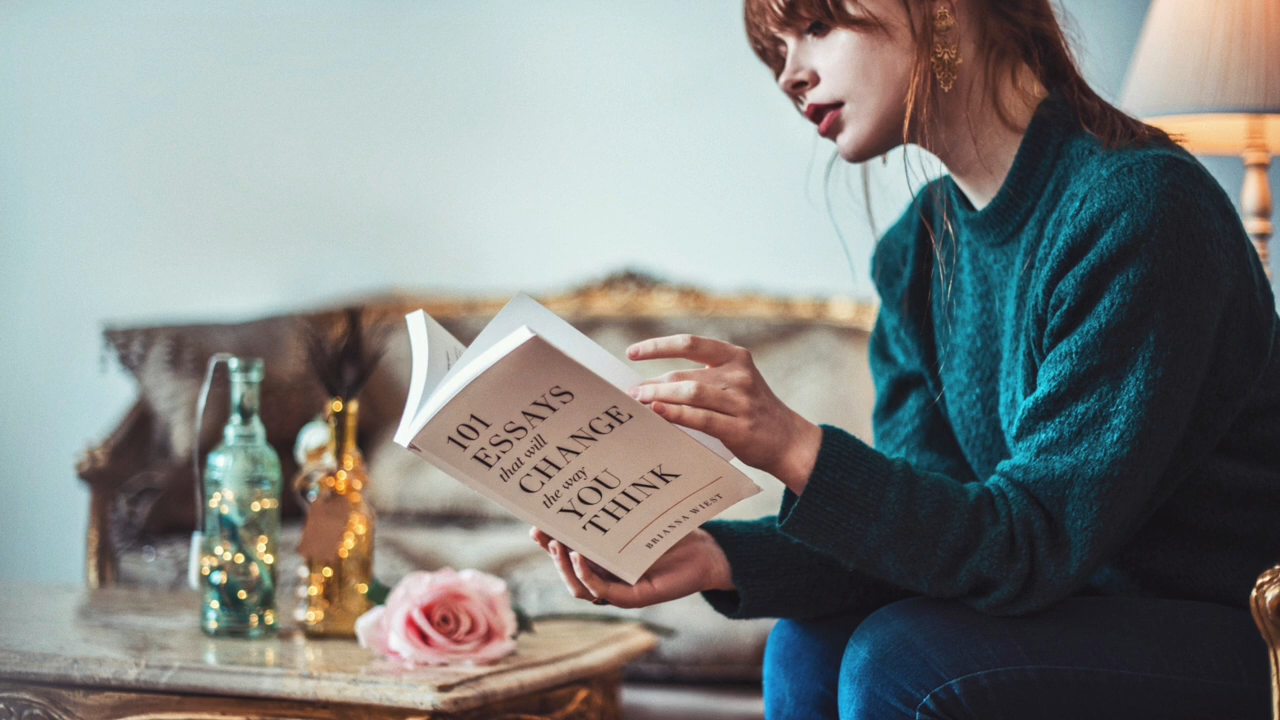 101
ESSAYS
that will
CHANGE
the way
YOU
THINK
BRIANNA WIEST